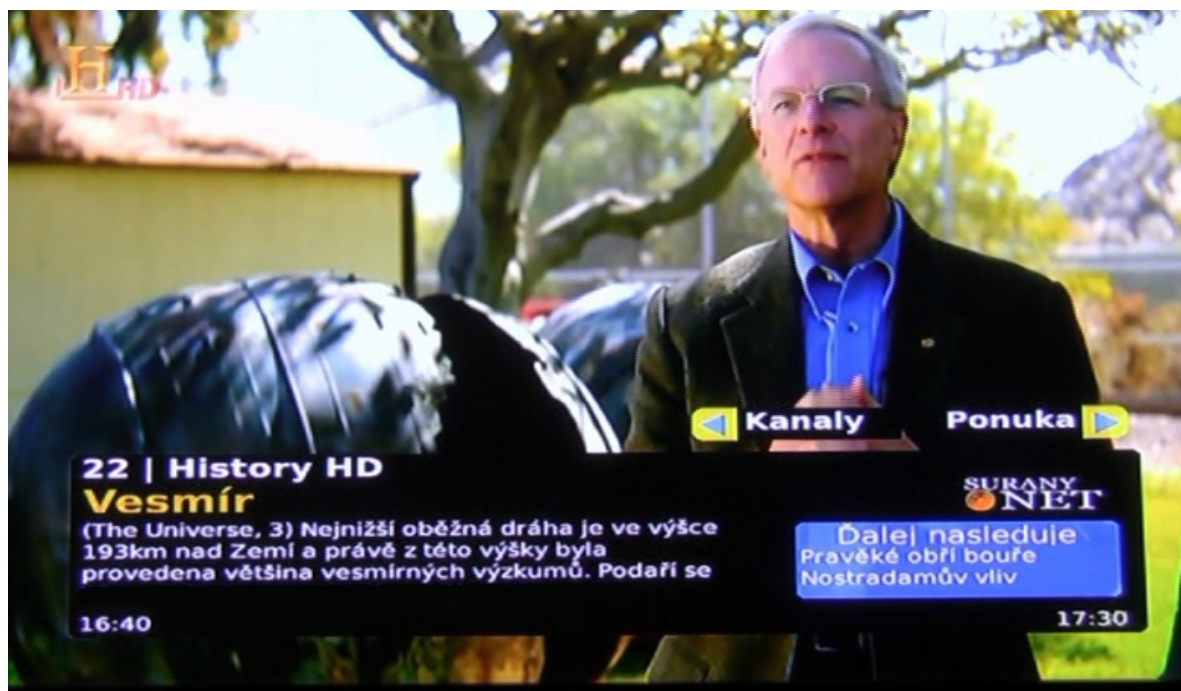 H
HD
Kanaly Ponuka
22 | History HD
Vesmír
(The Universe, 3) Nejnižší oběžná dráha je ve výšce
193km nad Zemí a právě z této výšky byla
provedena většina vesmírných výzkumů. Podaří se
16:40
SURANY
NET
Ďalej nasleduje
Pravěké obří bouře
Nostradamův vliv
17:30